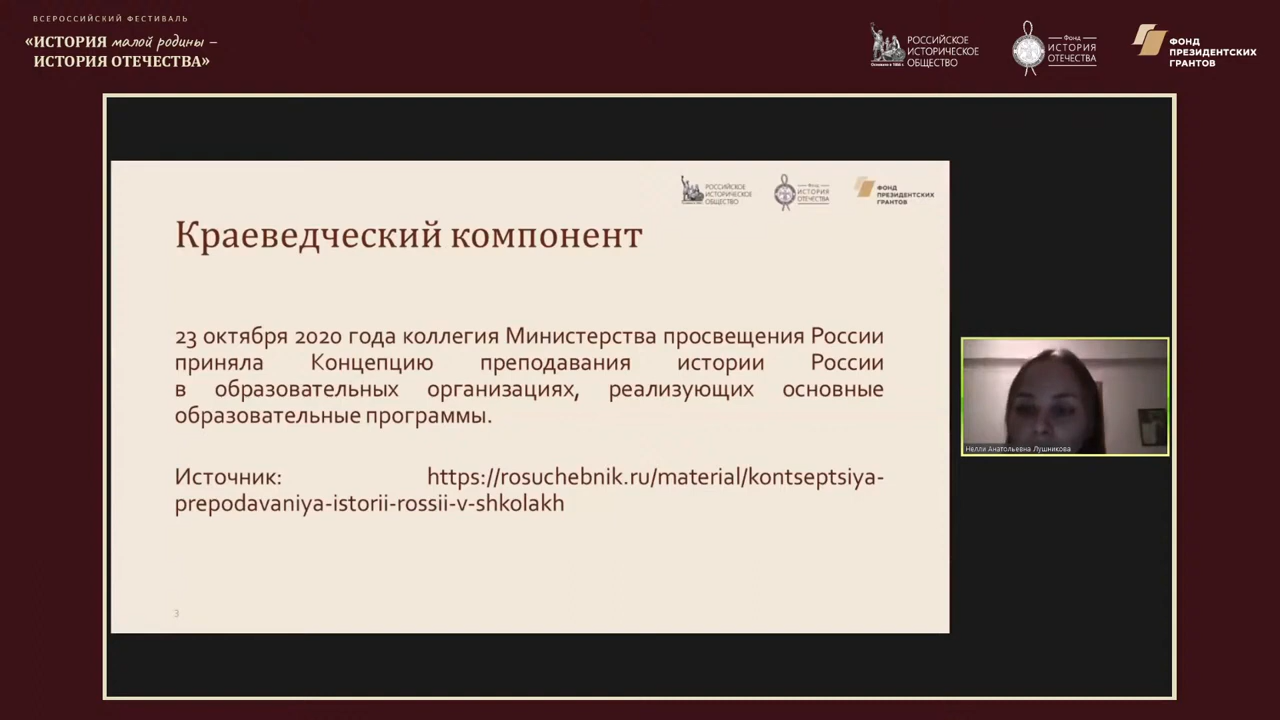 ВСЕРОССИЙСКИЙ ФЕСТИВАЛЬ
«ИСТОРИЯ малой родины –
ИСТОРИЯ ОТЕЧЕСТВА»
РОССИЙСКОЕ
ИСТОРИЧЕСКОЕ
ОБЩЕСТВО
Основано в 1866 г.
Фонд
ИСТОРИЯ
ОТЕЧЕСТВА
ФОНД
ПРЕЗИДЕНТСКИХ
ГРАНТОВ
РОССИЙСКОЕ
ИСТОРИЧЕСКОЕ
ОБЩЕСТВО
Фонд
ИСТОРИЯ
ОТЕЧЕСТВА
ФОНД
ПРЕЗИДЕНТСКИХ
ГРАНТОВ
Краеведческий компонент
23 октября 2020 года коллегия Министерства просвещения России
приняла Концепцию преподавания истории России
в образовательных организациях, реализующих основные
образовательные программы.
Источник: https://rosuchebnik.ru/material/kontseptsiya-
prepodavaniya-istorii-rossii-v-shkolakh
3
Нелли Анатольевна Лушникова